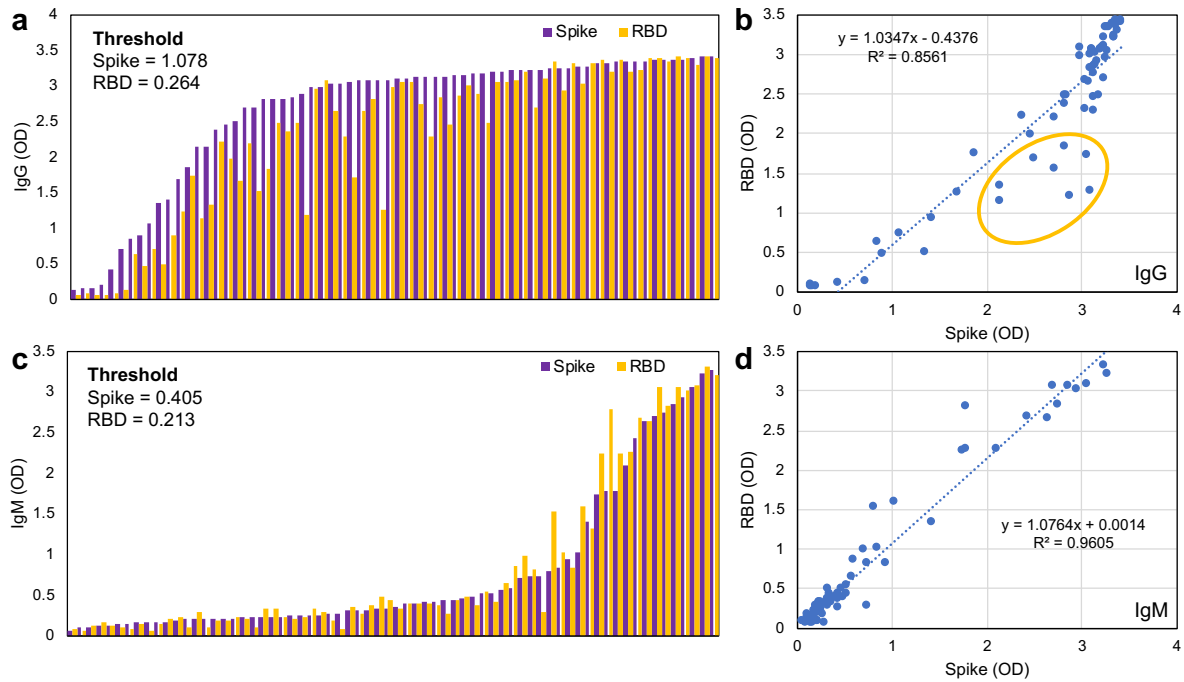 a
4
3.5
3
2.5
2
1.5
1
0.5
0
IgG (OD)
Threshold
Spike = 1.078
RBD = 0.264
Spike
RBD
b
3.5
3
2.5
2
1.5
1
0.5
0
RBD (OD)
y = 1.0347x - 0.4376
R² = 0.8561
IgG
0
1
2
3
4
Spike (OD)
c
3.5
3
2.5
2
1.5
1
0.5
0
IgM (OD)
Threshold
Spike = 0.405
RBD = 0.213
Spike
RBD
d
3.5
3
2.5
2
1.5
1
0.5
0
RBD (OD)
y = 1.0764x + 0.0014
R² = 0.9605
IgM
0
1
2
3
4
Spike (OD)